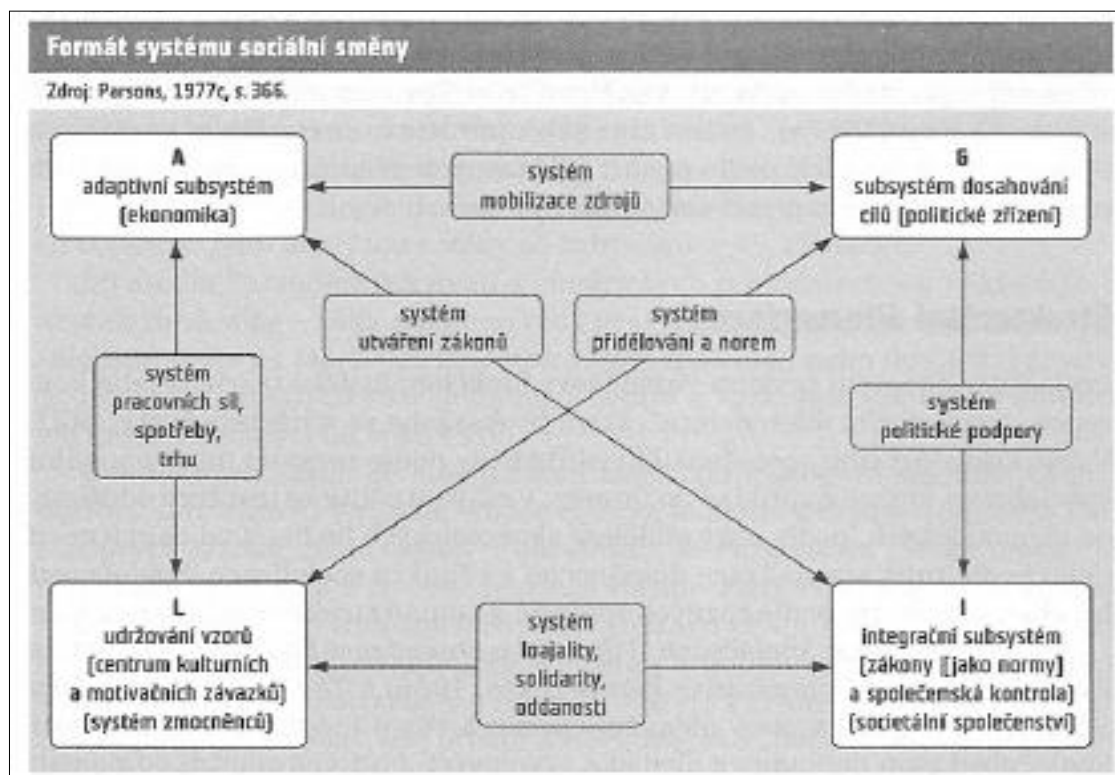 Formát systému sociální směny
Zdroj: Parsons, 1977c, s. 366.
A
adaptivní subsystém
(ekonomika)
systém
mobilizace zdrojů
G
subsystém dosahování
cílů (politické zřízení)
systém
utváření zákonů
systém
přidělování a norem
systém
pracovních sil,
spotřeby,
trhu
systém
politické podpory
L
udržování vzorů
(centrum kulturních
a motivačních závazků)
(systém zmocněnců)
systém
loajality,
solidarity,
oddanosti
I
integrační subsystém
(zákony [jako normy]
a společenská kontrola)
(societální společenství)